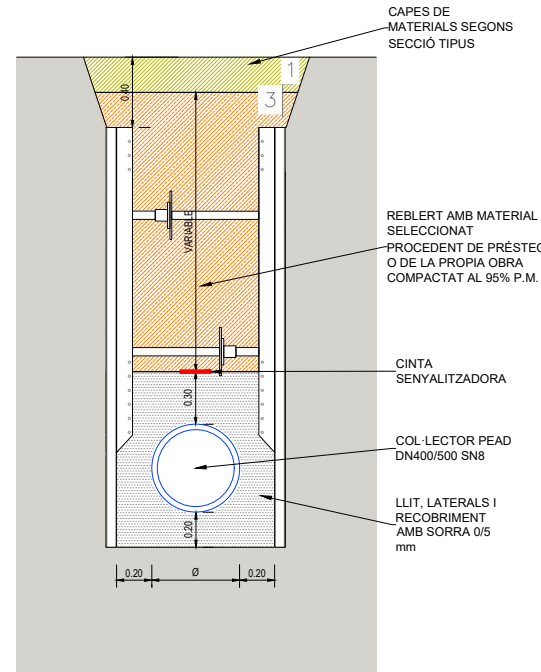 CAPES DE
MATERIALS SEGONS
SECCIÓ TIPUS
1
0.40
3
VARIABLE
REBLERT AMB MATERIAL
SELECCIONAT
PROCEDENT DE PRÉSTEC
O DE LA PROPIA OBRA
COMPACTAT AL 95% P.M.
CINTA
SENYALITZADORA
0.30
COL·LECTOR PEAD
DN400/500 SN8
LLIT, LATERALS I
RECOBRIMENT
AMB SORRA 0/5
mm
0.20
0.20
Ø
0.20